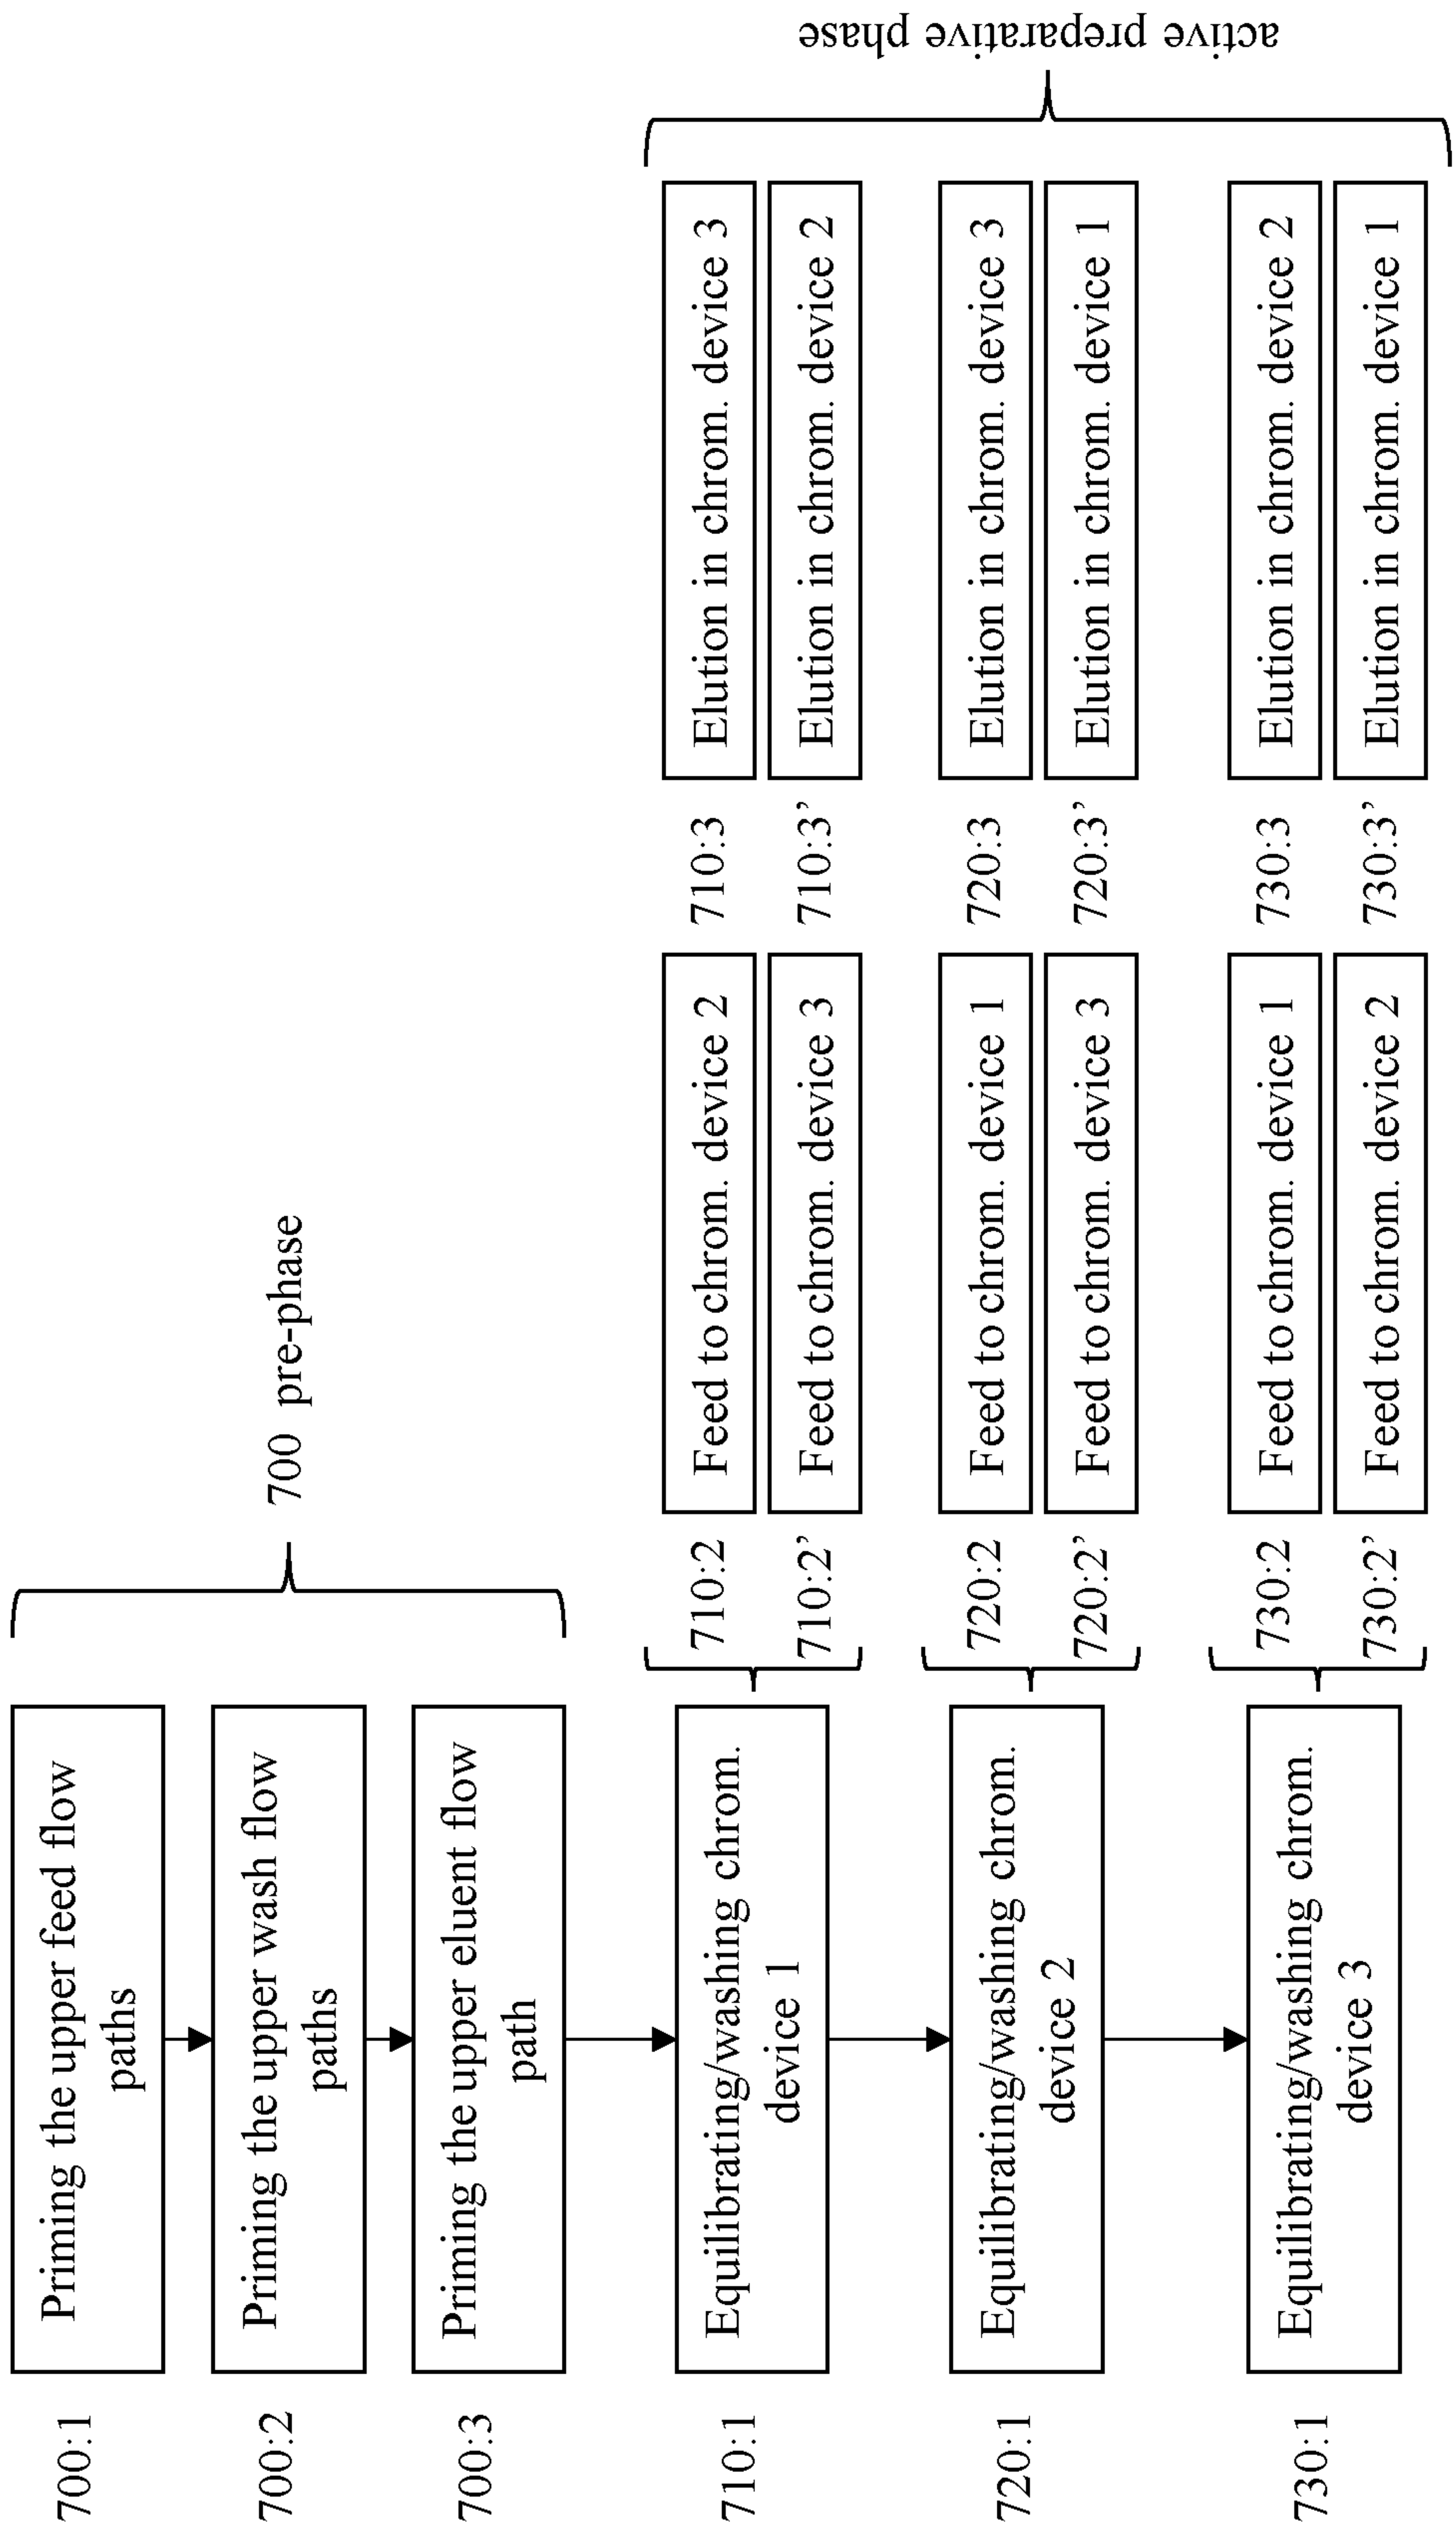 700:1
Priming the upper feed flow
paths
700:2
Priming the upper wash flow
paths
700:3
Priming the upper eluent flow
path
700 pre-phase
710:1
Equilibrating/washing chrom.
device 1
710:2
Feed to chrom. device 2
710:3
Elution in chrom. device 3
710:2’
Feed to chrom. device 3
710:3’
Elution in chrom. device 2
720:1
Equilibrating/washing chrom.
device 2
720:2
Feed to chrom. device 1
720:3
Elution in chrom. device 3
720:2’
Feed to chrom. device 3
720:3’
Elution in chrom. device 1
730:1
Equilibrating/washing chrom.
device 3
730:2
Feed to chrom. device 1
730:3
Elution in chrom. device 2
730:2’
Feed to chrom. device 2
730:3’
Elution in chrom. device 1
active preparative phase